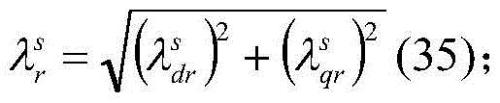 λ_r^s = √((λ_dr^s)^2 + (λ_qr^s)^2) (35);